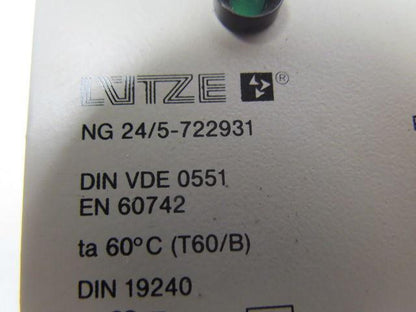 LÜTZE ®
NG 24/5-722931
DIN VDE 0551
EN 60742
ta 60°C (T60/B)
DIN 19240